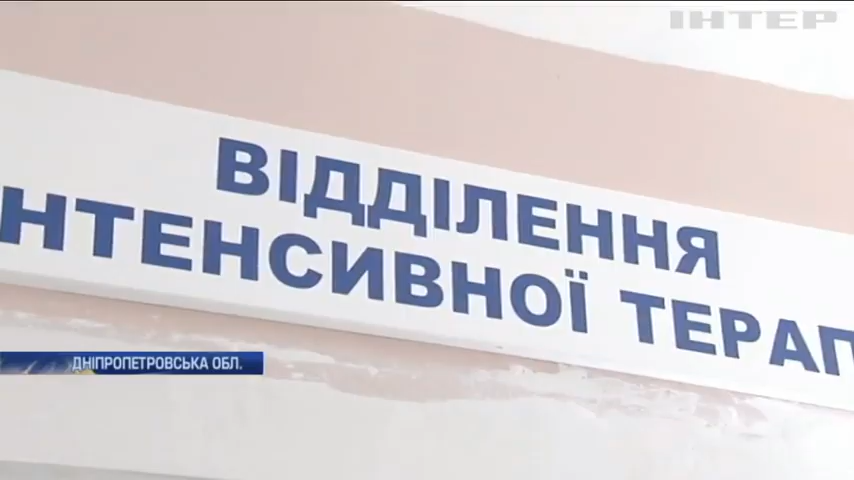 ІНТЕР
ВІДДІЛЕННЯ
НТЕНСИВНОЇ ТЕРАП
ДНІПРОПЕТРОВСЬКА ОБЛ.